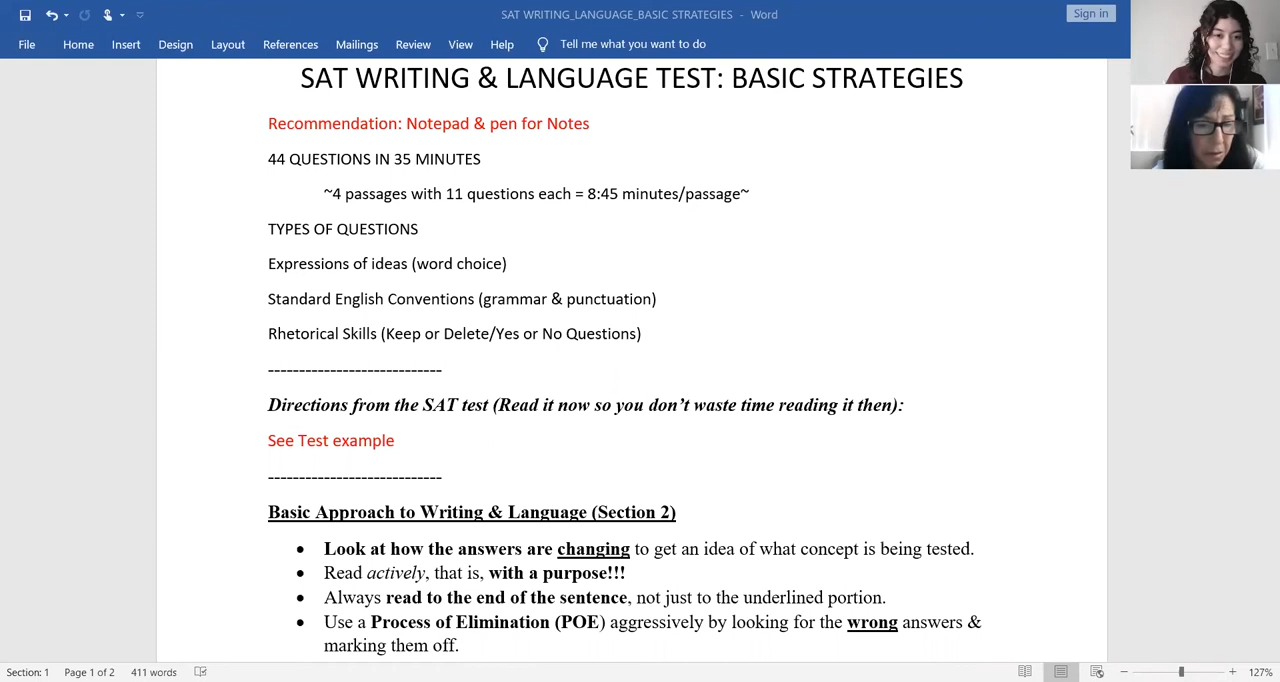 SAT WRITING_LANGUAGE_BASIC STRATEGIES - Word
Sign in
File Home Insert Design Layout References Mailings Review View Help Tell me what you want to do
SAT WRITING & LANGUAGE TEST: BASIC STRATEGIES
Recommendation: Notepad & pen for Notes
44 QUESTIONS IN 35 MINUTES
~4 passages with 11 questions each = 8:45 minutes/passage~
TYPES OF QUESTIONS
Expressions of ideas (word choice)
Standard English Conventions (grammar & punctuation)
Rhetorical Skills (Keep or Delete/Yes or No Questions)
----------------------------
Directions from the SAT test (Read it now so you don't waste time reading it then):
See Test example
----------------------------
Basic Approach to Writing & Language (Section 2)
• Look at how the answers are changing to get an idea of what concept is being tested.
• Read actively, that is, with a purpose!!!
• Always read to the end of the sentence, not just to the underlined portion.
• Use a Process of Elimination (POE) aggressively by looking for the wrong answers &
marking them off.
Section: 1 Page 1 of 2 411 words 127%